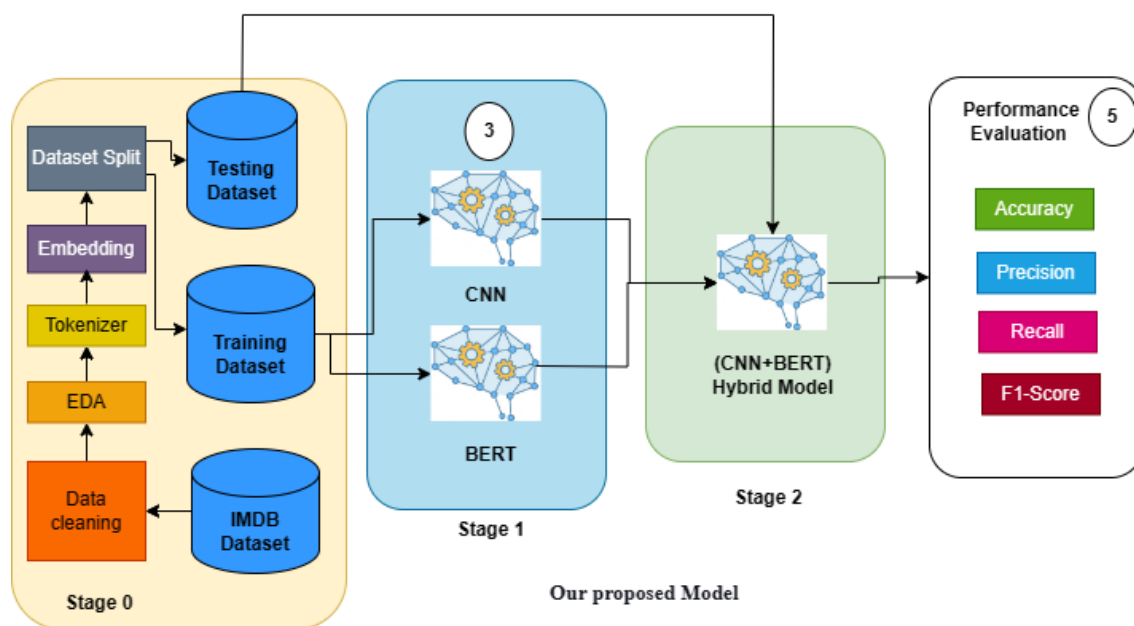 Dataset Split
Testing
Dataset
Embedding
Tokenizer
Training
Dataset
EDA
Data
cleaning
IMDB
Dataset
Stage 0
3
CNN
BERT
Stage 1
(CNN+BERT)
Hybrid Model
Stage 2
Performance
Evaluation
5
Accuracy
Precision
Recall
F1-Score
Our proposed Model